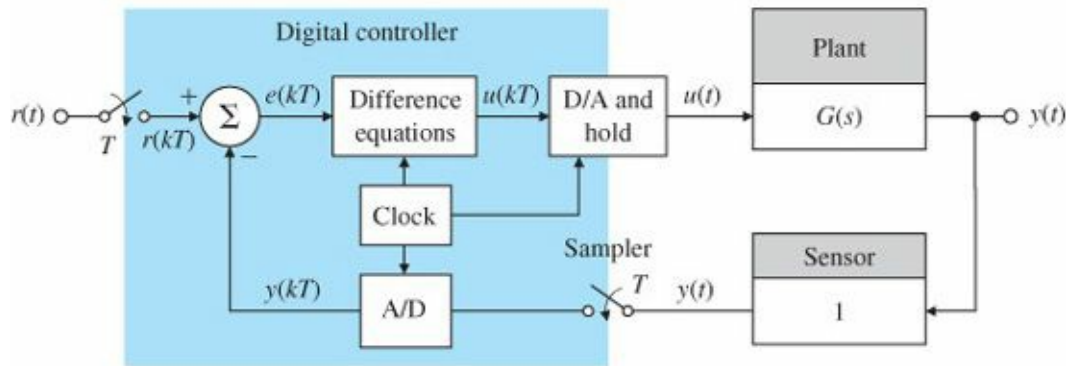 Digital controller
Plant
r(t)
T
r(kT)
+
Σ
−
e(kT)
Difference
equations
u(kT)
D/A and
hold
u(t)
G(s)
y(t)
Clock
Sampler
T
Sensor
1
y(t)
A/D
y(kT)